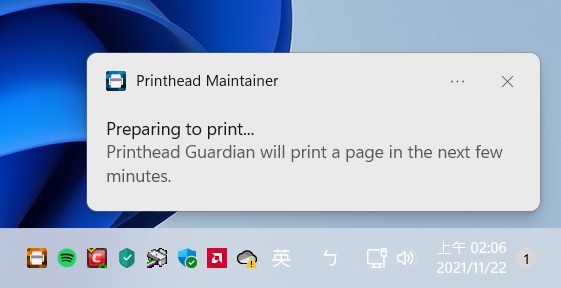 Printhead Maintainer
Preparing to print...
Printhead Guardian will print a page in the next few
minutes.
英 ㄅ 上午 02:06
2021/11/22 1